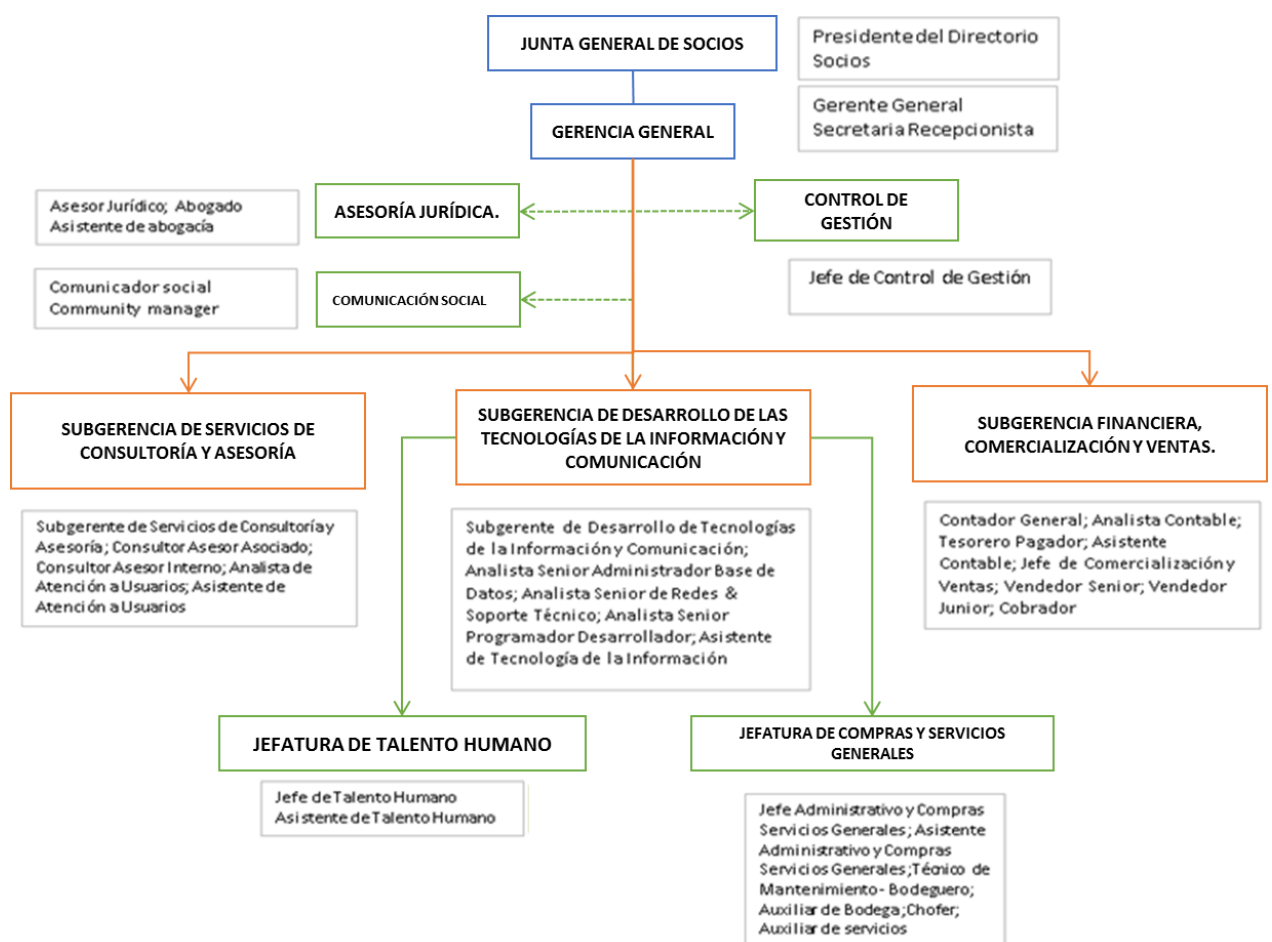 JUNTA GENERAL DE SOCIOS
Presidente del Directorio
Socios
GERENCIA GENERAL
Gerente General
Secretaria Recepcionista
Asesor Jurídico; Abogado
Asistente de abogacía
ASESORÍA JURÍDICA.
CONTROL DE
GESTIÓN
Comunicador social
Community manager
COMUNICACIÓN SOCIAL
Jefe de Control de Gestión
SUBGERENCIA DE SERVICIOS DE
CONSULTORÍA Y ASESORÍA
SUBGERENCIA DE DESARROLLO DE LAS
TECNOLOGÍAS DE LA INFORMACIÓN Y
COMUNICACIÓN
SUBGERENCIA FINANCIERA,
COMERCIALIZACIÓN Y VENTAS.
Subgerente de Servicios de Consultoría y
Asesoría; Consultor Asesor Asociado;
Consultor Asesor Interno; Analista de
Atención a Usuarios; Asistente de
Atención a Usuarios
Subgerente de Desarrollo de Tecnologías
de la Información y Comunicación;
Analista Senior Administrador Base de
Datos; Analista Senior de Redes &
Soporte Técnico; Analista Senior
Programador Desarrollador; Asistente
de Tecnología de la Información
Contador General; Analista Contable;
Tesorero Pagador; Asistente
Contable; Jefe de Comercialización y
Ventas; Vendedor Senior; Vendedor
Junior; Cobrador
JEFATURA DE TALENTO HUMANO
Jefe de Talento Humano
Asistente de Talento Humano
JEFATURA DE COMPRAS Y SERVICIOS
GENERALES
Jefe Administrativo y Compras
Servicios Generales; Asistente
Administrativo y Compras
Servicios Generales; Técnico de
Mantenimiento- Bodeguero;
Auxiliar de Bodega; Chofer;
Auxiliar de servicios